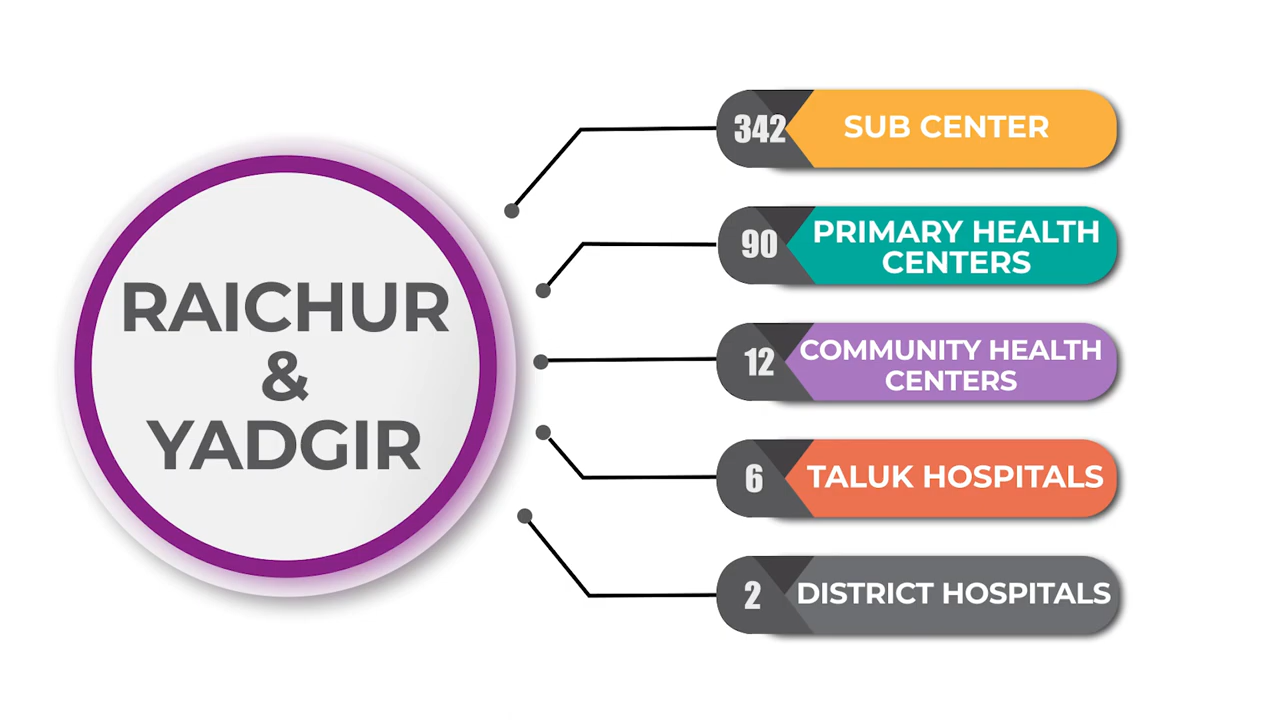 RAICHUR
&
YADGIR
342 SUB CENTER
90 PRIMARY HEALTH
CENTERS
12 COMMUNITY HEALTH
CENTERS
6 TALUK HOSPITALS
2 DISTRICT HOSPITALS